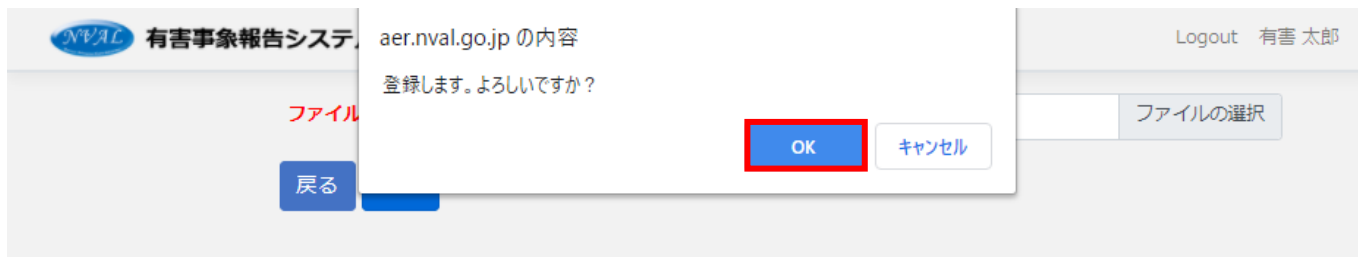 NVAL 有害事象報告システム
aer.nval.go.jp の内容
Logout 有害 太郎
登録します。よろしいですか？
ファイル
ファイルの選択
OK
キャンセル
戻る